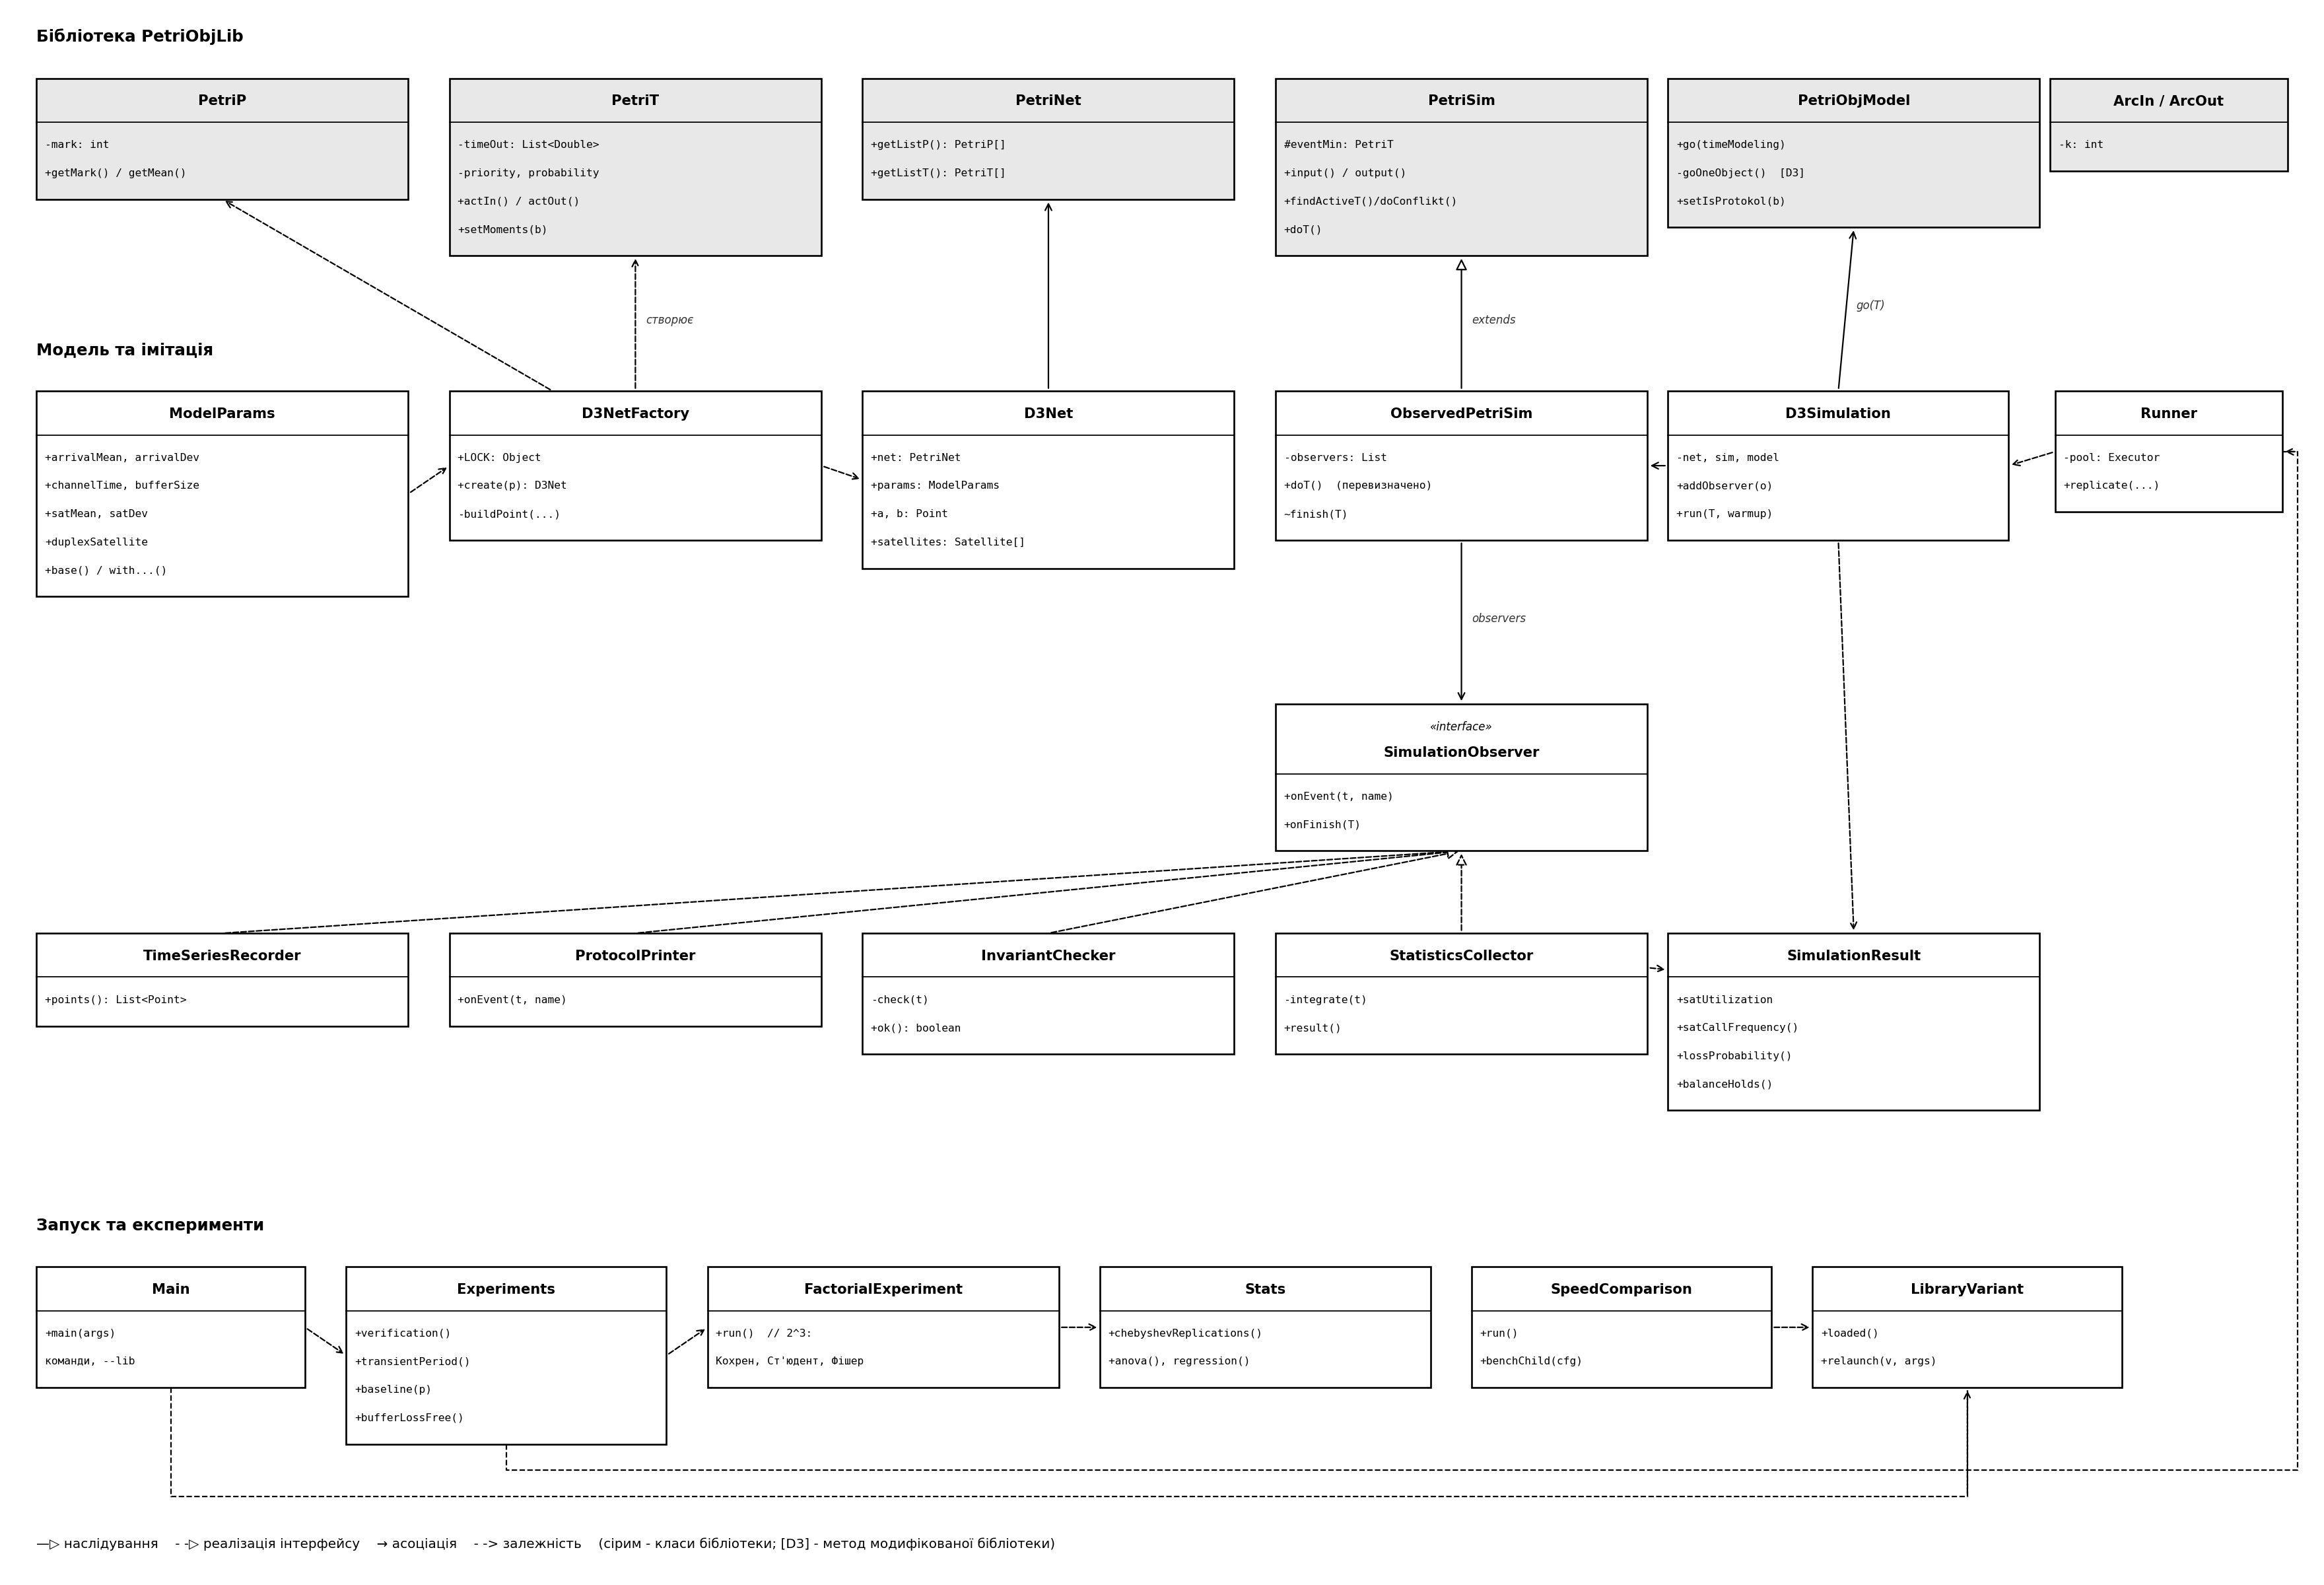 Бібліотека PetriObjLib
PetriP
-mark: int
+getMark() / getMean()
PetriT
-timeOut: List<Double>
-priority, probability
+actIn() / actOut()
+setMoments(b)
PetriNet
+getListP(): PetriP[]
+getListT(): PetriT[]
PetriSim
#eventMin: PetriT
+input() / output()
+findActiveT()/doConflikt()
+doT()
PetriObjModel
+go(timeModeling)
-goOneObject()  [D3]
+setIsProtokol(b)
ArcIn / ArcOut
-k: int
створює
extends
go(T)
Модель та імітація
ModelParams
+arrivalMean, arrivalDev
+channelTime, bufferSize
+satMean, satDev
+duplexSatellite
+base() / with...()
D3NetFactory
+LOCK: Object
+create(p): D3Net
-buildPoint(...)
D3Net
+net: PetriNet
+params: ModelParams
+a, b: Point
+satellites: Satellite[]
ObservedPetriSim
-observers: List
+doT()  (перевизначено)
~finish(T)
D3Simulation
-net, sim, model
+addObserver(o)
+run(T, warmup)
Runner
-pool: Executor
+replicate(...)
observers
«interface»
SimulationObserver
+onEvent(t, name)
+onFinish(T)
TimeSeriesRecorder
+points(): List<Point>
ProtocolPrinter
+onEvent(t, name)
InvariantChecker
-check(t)
+ok(): boolean
StatisticsCollector
-integrate(t)
+result()
SimulationResult
+satUtilization
+satCallFrequency()
+lossProbability()
+balanceHolds()
Запуск та експерименти
Main
+main(args)
команди, --lib
Experiments
+verification()
+transientPeriod()
+baseline(p)
+bufferLossFree()
FactorialExperiment
+run()  // 2^3:
Кохрен, Ст'юдент, Фішер
Stats
+chebyshevReplications()
+anova(), regression()
SpeedComparison
+run()
+benchChild(cfg)
LibraryVariant
+loaded()
+relaunch(v, args)
—▷ наслідування    - -▷ реалізація інтерфейсу    → асоціація    - -> залежність    (сірим - класи бібліотеки; [D3] - метод модифікованої бібліотеки)